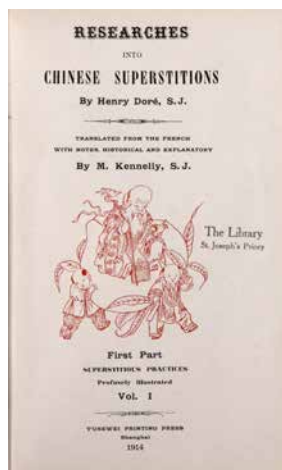 RESEARCHES
INTO
CHINESE SUPERSTITIONS
By Henry Doré, S.J.
TRANSLATED FROM THE FRENCH
WITH NOTES, HISTORICAL AND EXPLANATORY
By M. Kennelly, S.J.
The Library
St. Joseph's Priory
First Part
SUPERSTITIOUS PRACTICES
Profusely Illustrated
Vol. I
T'USEWEI PRINTING PRESS
Shanghai
1914